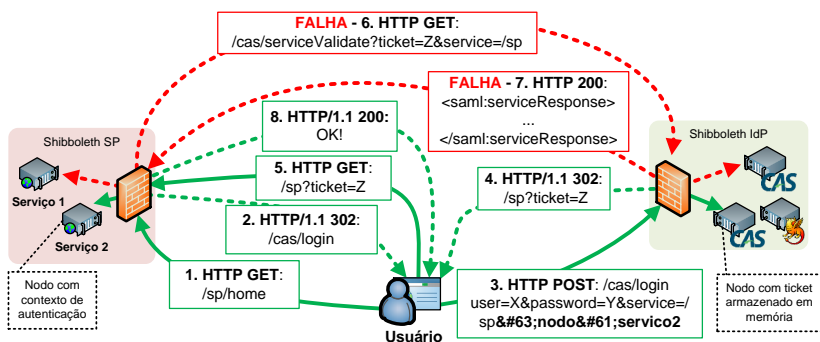 FALHA - 6. HTTP GET:
/cas/serviceValidate?ticket=Z&service=/sp
FALHA - 7. HTTP 200:
<saml:serviceResponse>
...
</saml:serviceResponse>
8. HTTP/1.1 200:
OK!
Shibboleth SP
Shibboleth IdP
5. HTTP GET:
/sp?ticket=Z
4. HTTP/1.1 302:
/sp?ticket=Z
Serviço 1
CAS
2. HTTP/1.1 302:
/cas/login
Serviço 2
CAS
1. HTTP GET:
/sp/home
3. HTTP POST: /cas/login
user=X&password=Y&service=/
sp&#63;nodo&#61;servico2
Nodo com
contexto de
autenticação
Nodo com ticket
armazenado em
memória
Usuário